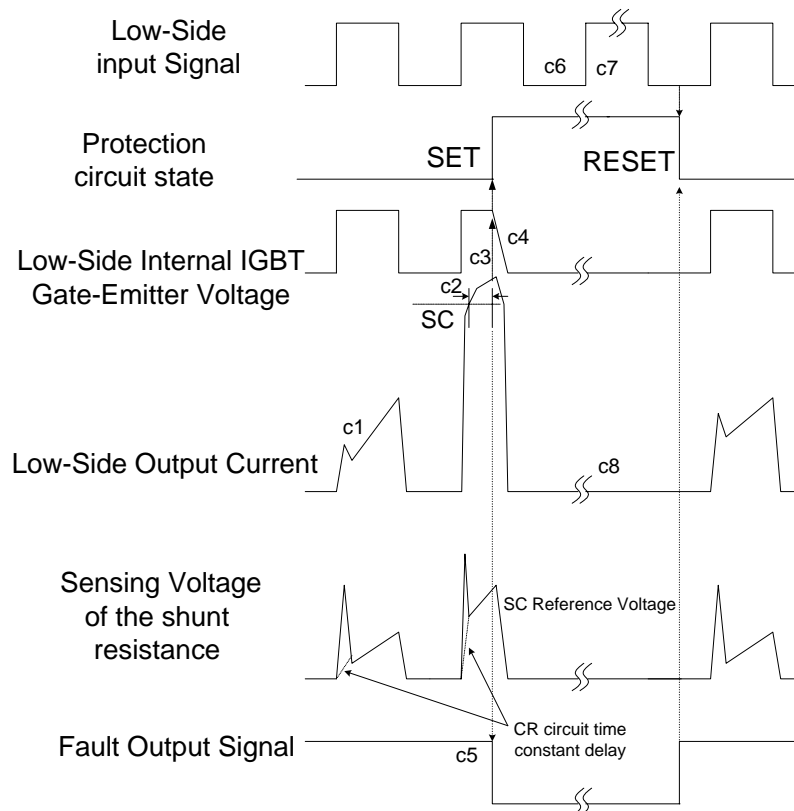 Low-Side
input Signal
c6
c7
Protection
circuit state
SET
RESET
Low-Side Internal IGBT
Gate-Emitter Voltage
c3
c4
c2
SC
c1
Low-Side Output Current
c8
Sensing Voltage
of the shunt
resistance
SC Reference Voltage
CR circuit time
constant delay
Fault Output Signal
c5